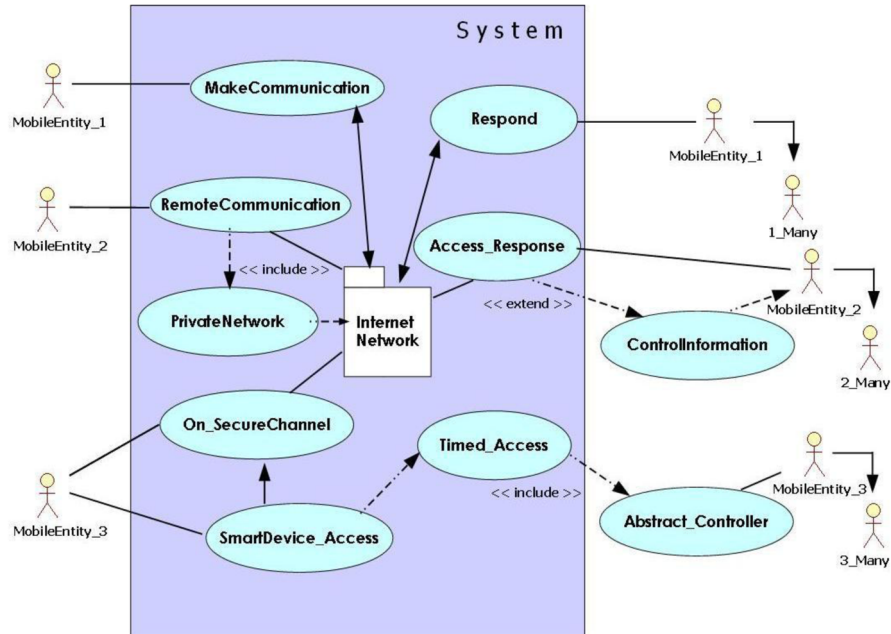 System
MakeCommunication
MobileEntity_1
Respond
MobileEntity_1
RemoteCommunication
MobileEntity_2
1_Many
Access_Response
<< include >>
<< extend >>
MobileEntity_2
PrivateNetwork
Internet
Network
ControlInformation
2_Many
On_SecureChannel
Timed_Access
<< include >>
MobileEntity_3
MobileEntity_3
SmartDevice_Access
Abstract_Controller
3_Many